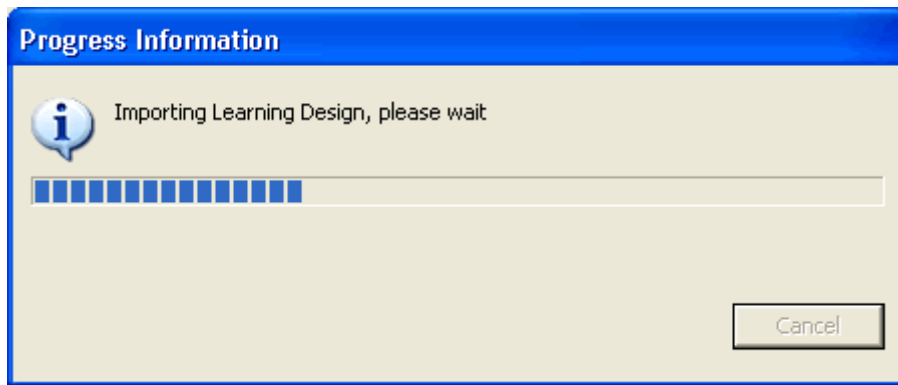 Progress Information
Importing Learning Design, please wait
Cancel